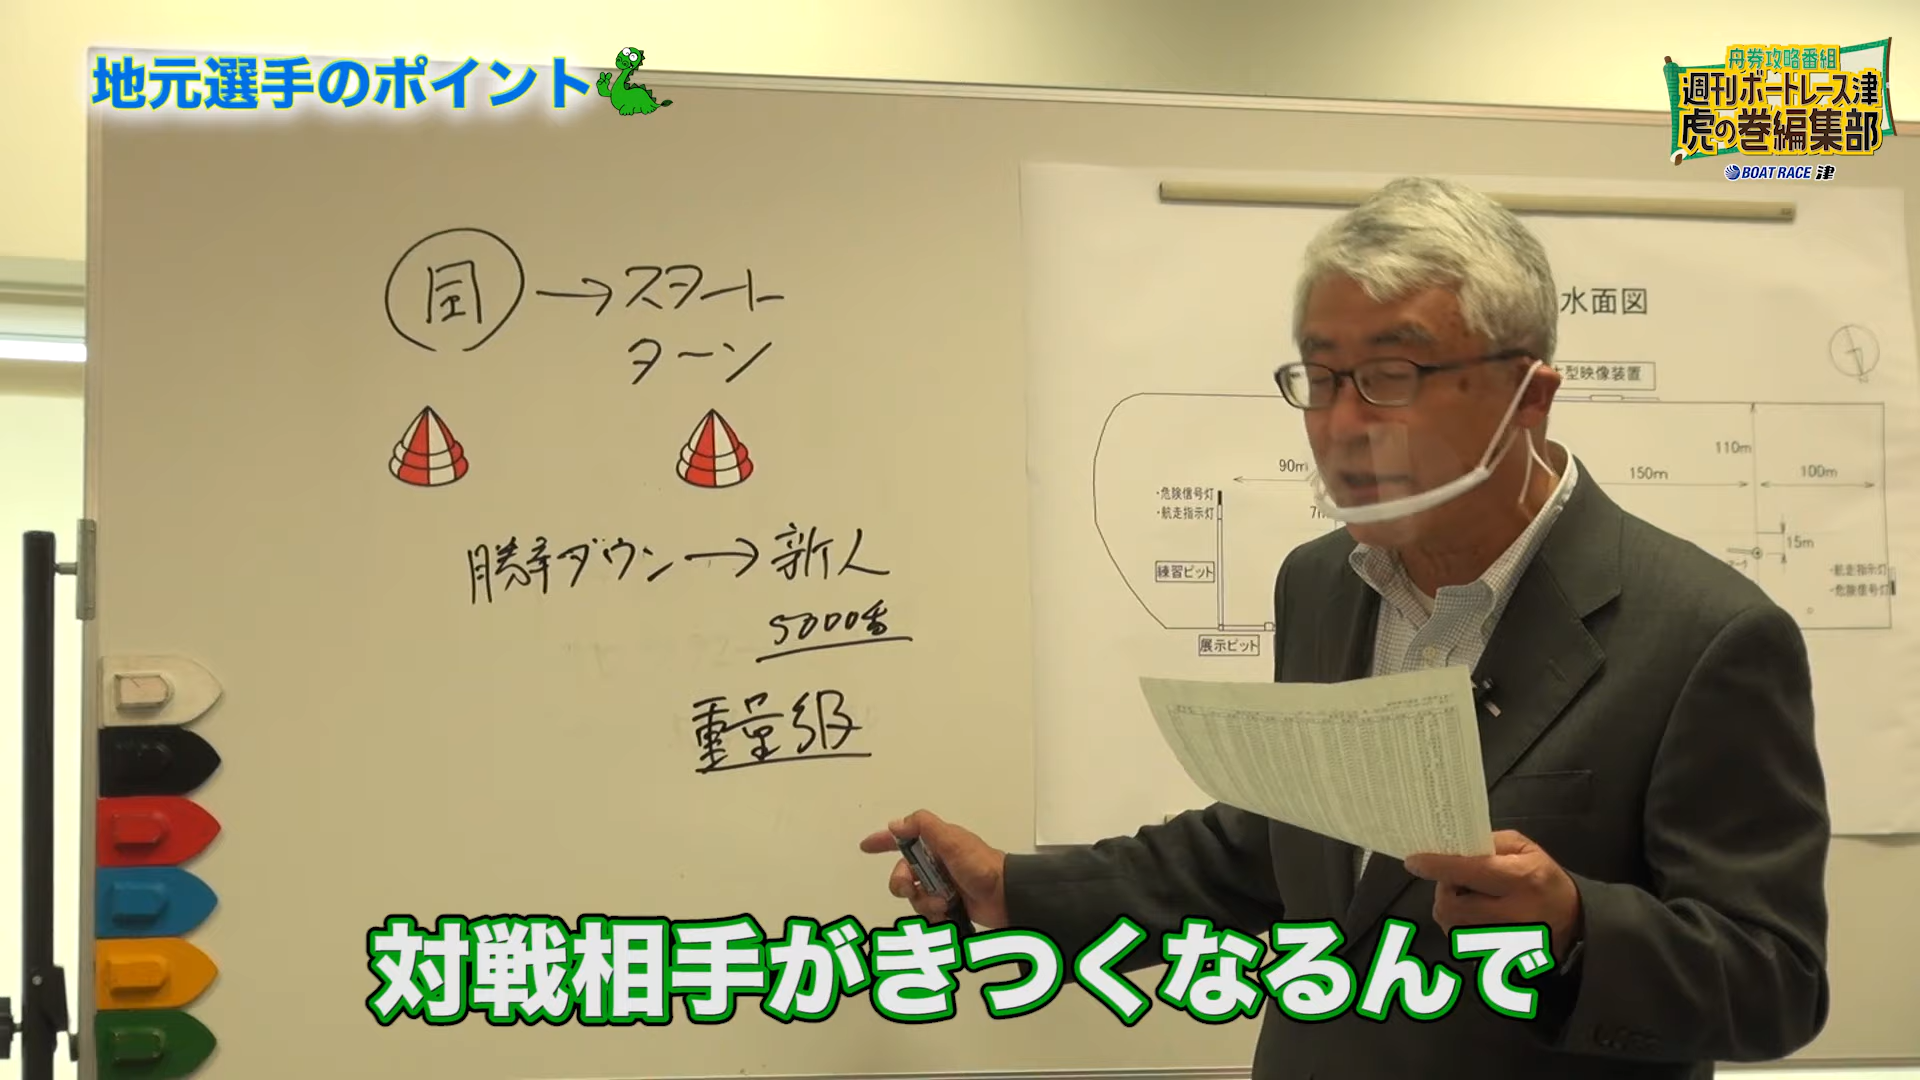 地元選手のポイント
舟券攻略番組
週刊ボートレース津
虎の巻編集部
BOAT RACE 津
→スタート
ターン
勝率ダウン→新人
5000番
重量級
水面図
大型映像装置
110m
90m
150m
100m
・危険信号灯
・航走指示灯
15m
練習ピット
・航走指示灯
・危険信号灯
展示ピット
対戦相手がきつくなるんで